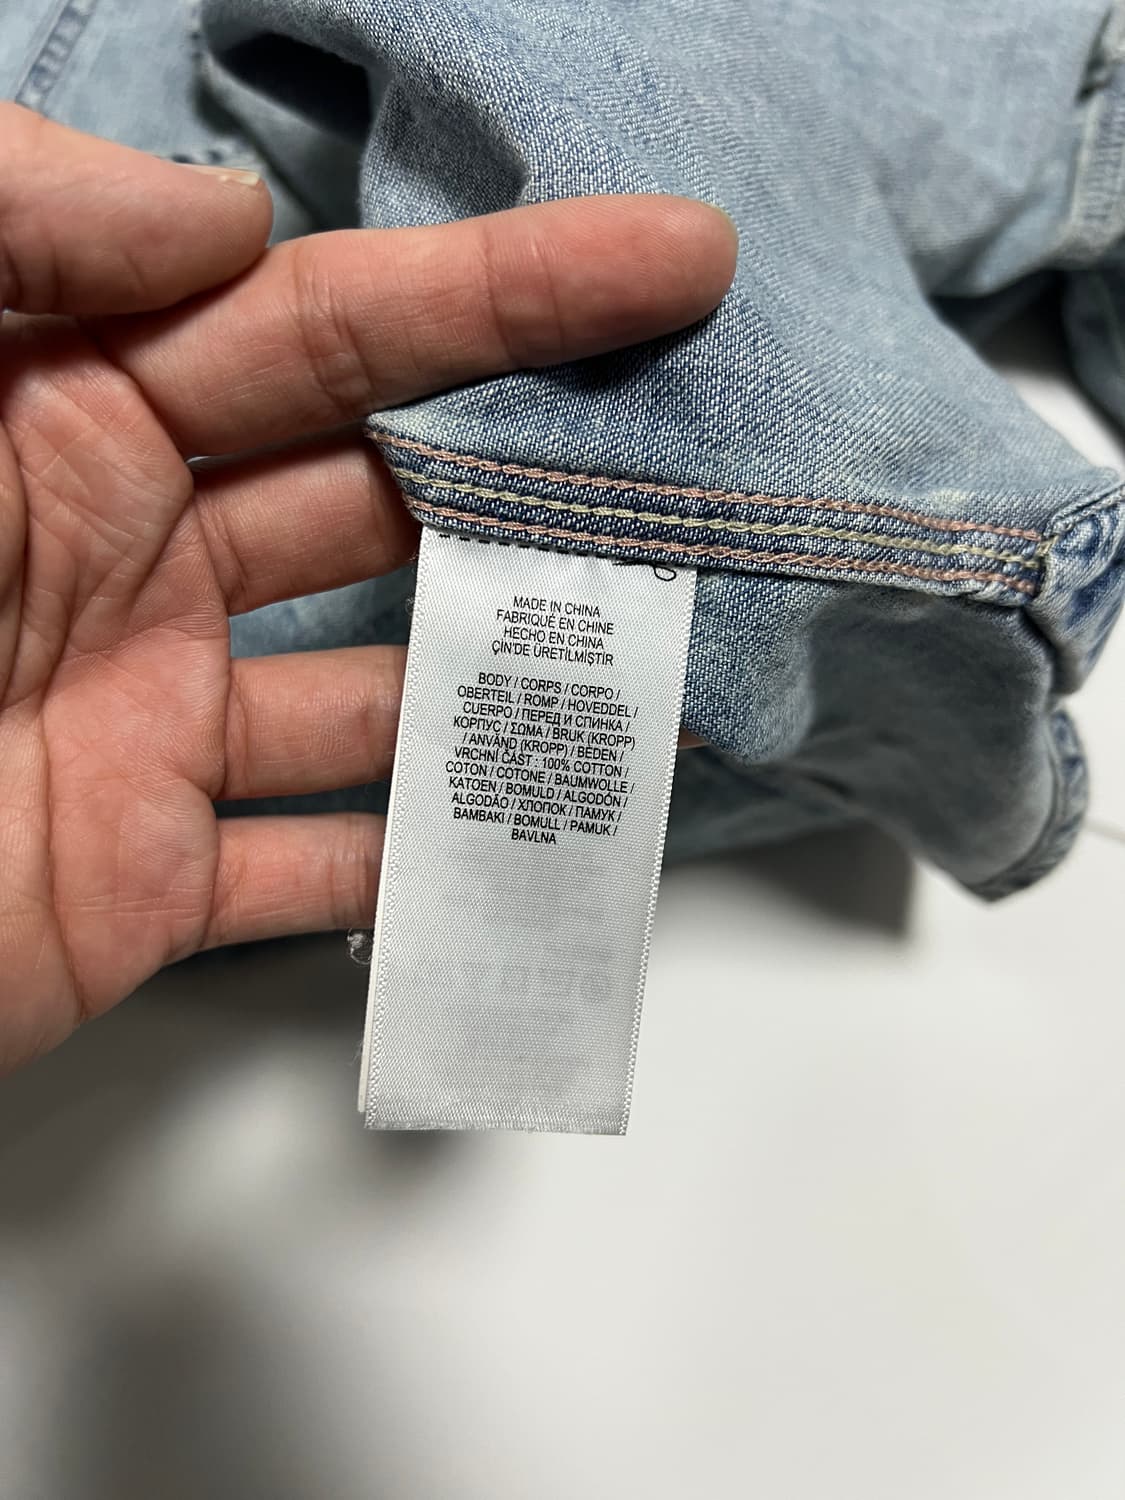 MADE IN CHINA
FABRIQUÉ EN CHINE
HECHO EN CHINA
ÇİN'DE ÜRETİLMİŞTİR
BODY / CORPS / CORPO /
OBERTEIL / ROMP / HOVEDDEL /
CUERPO / ПЕРЕД И СПИНКА /
КОРПУС / ΣΩΜΑ / BRUK (KROPP)
/ ANVÄND (KROPP) / BEDEN /
VRCHNÍ ČÁST : 100% COTTON /
COTON / COTONE / BAUMWOLLE /
KATOEN / BOMULD / ALGODÓN /
ALGODÃO / ХЛОПОК / ПАМУК /
ΒΑΜΒΑΚΙ / BOMULL / PAMUK /
BAVLNA